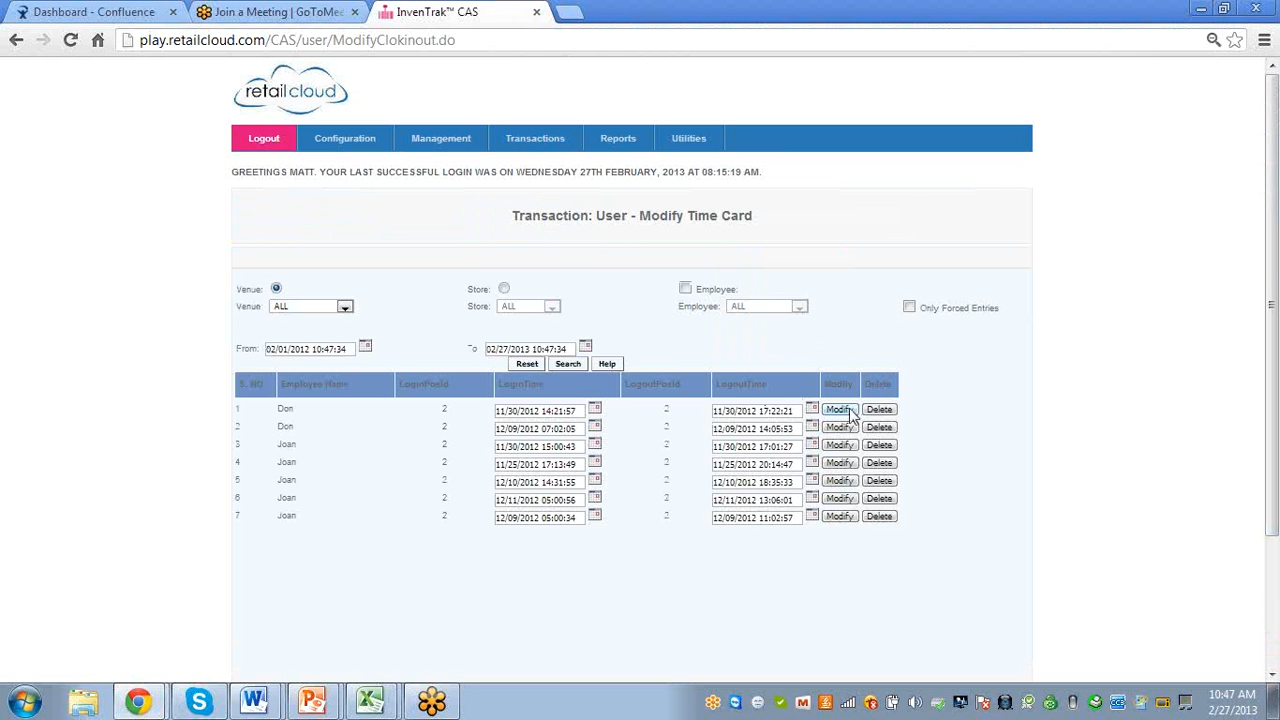 Dashboard - Confluence
Join a Meeting | GoToMee
InvenTrak™ CAS
play.retailcloud.com/CAS/user/ModifyClokinout.do
retailcloud
Logout Configuration Management Transactions Reports Utilities
GREETINGS MATT. YOUR LAST SUCCESSFUL LOGIN WAS ON WEDNESDAY 27TH FEBRUARY, 2013 AT 08:15:19 AM.
Transaction: User - Modify Time Card
Venue: Store: Employee:
Venue ALL Store: ALL Employee: ALL Only Forced Entries
From: 02/01/2012 10:47:34 To 02/27/2013 10:47:34
Reset Search Help
S. NO Employee Name LoginPosId LoginTime LogoutPosId LogoutTime Modify Delete
1 Don 2 11/30/2012 14:21:57 2 11/30/2012 17:22:21 Modify Delete
2 Don 2 12/09/2012 07:02:05 2 12/09/2012 14:05:53 Modify Delete
3 Joan 2 11/30/2012 15:00:43 2 11/30/2012 17:01:27 Modify Delete
4 Joan 2 11/25/2012 17:13:49 2 11/25/2012 20:14:47 Modify Delete
5 Joan 2 12/10/2012 14:31:55 2 12/10/2012 18:35:33 Modify Delete
6 Joan 2 12/11/2012 05:00:56 2 12/11/2012 13:06:01 Modify Delete
7 Joan 2 12/09/2012 05:00:34 2 12/09/2012 11:02:57 Modify Delete
10:47 AM
2/27/2013